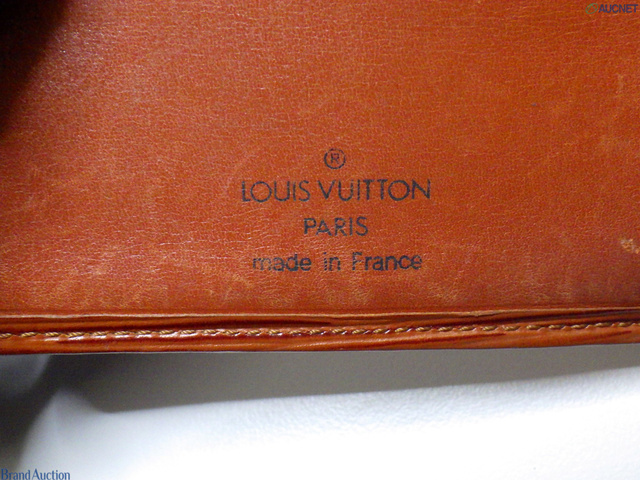 AUCNET
®
LOUIS VUITTON
PARIS
made in France
Brand Auction